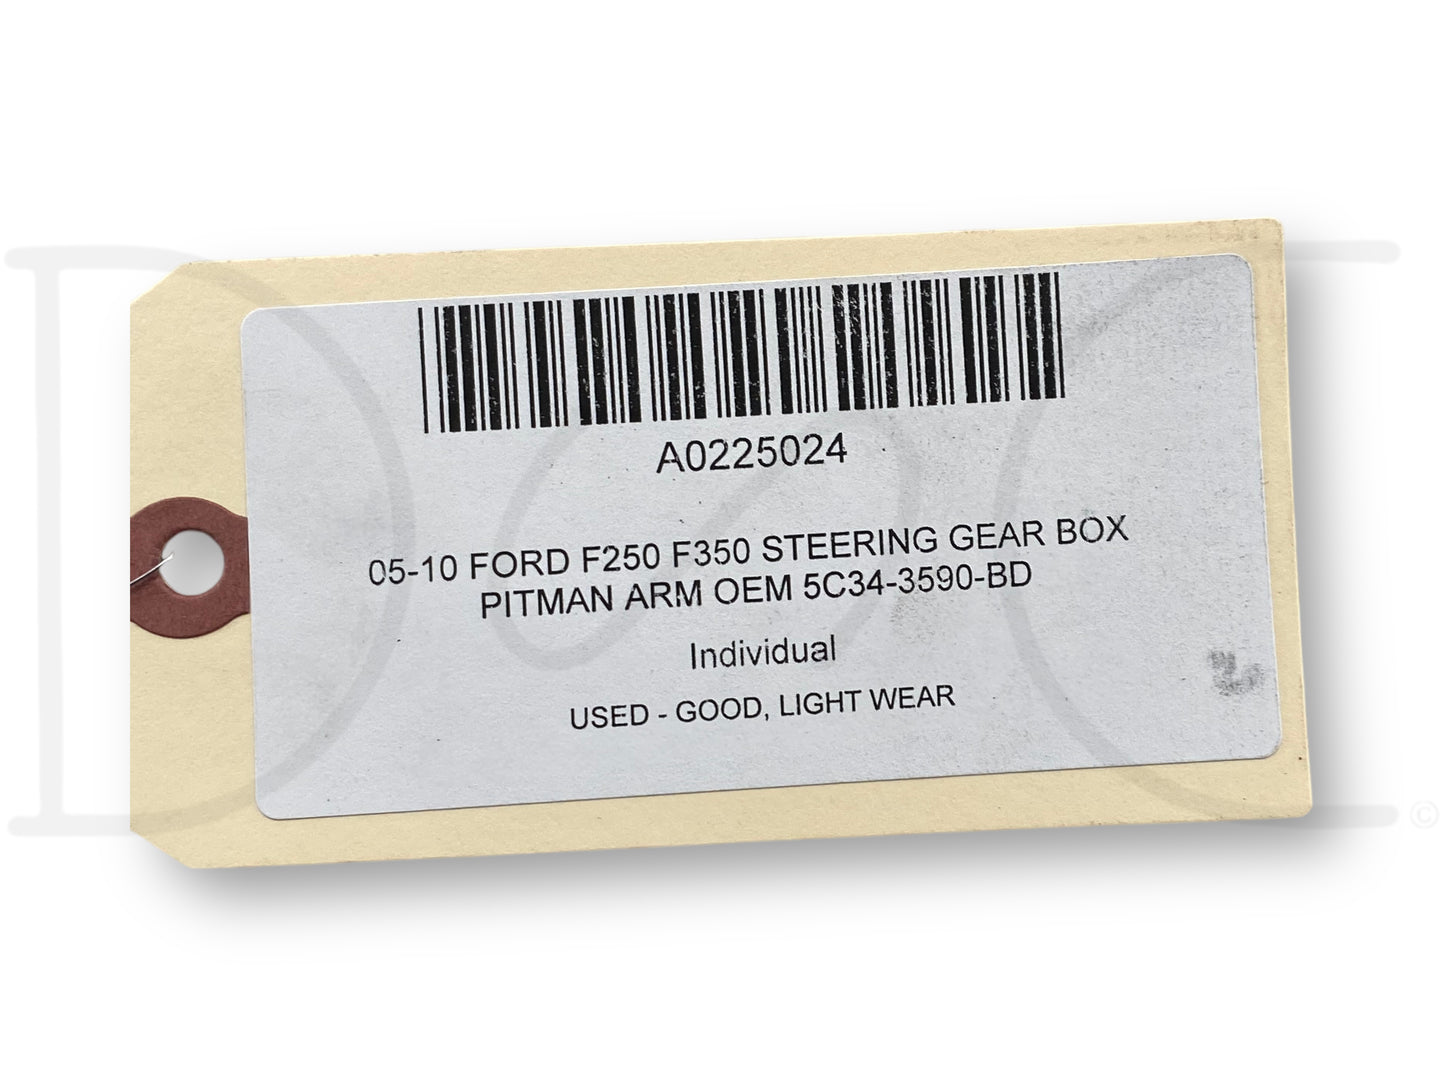 A0225024
05-10 FORD F250 F350 STEERING GEAR BOX
PITMAN ARM OEM 5C34-3590-BD
Individual
USED - GOOD, LIGHT WEAR
©